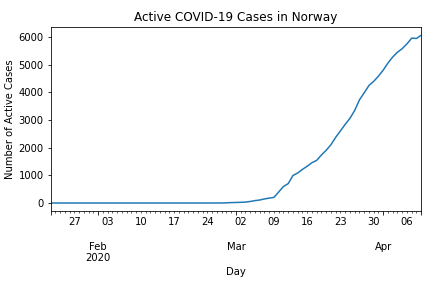 Active COVID-19 Cases in Norway
Number of Active Cases
6000
5000
4000
3000
2000
1000
0
27 03 10 17 24 02 09 16 23 30 06
Feb Mar Apr
2020
Day